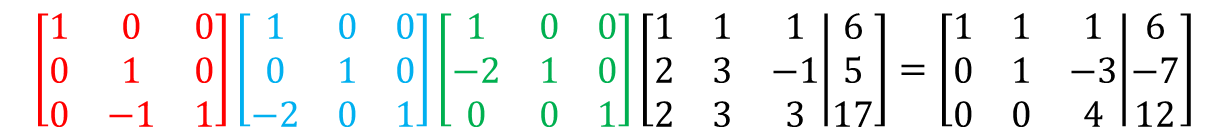 [1 0 0] [1 0 0] [1 0 0] [1 1 1 | 6] [1 1 1 | 6]
[0 1 0] [0 1 0] [−2 1 0] [2 3 −1 | 5] = [0 1 −3 | −7]
[0 −1 1] [−2 0 1] [0 0 1] [2 3 3 | 17] [0 0 4 | 12]